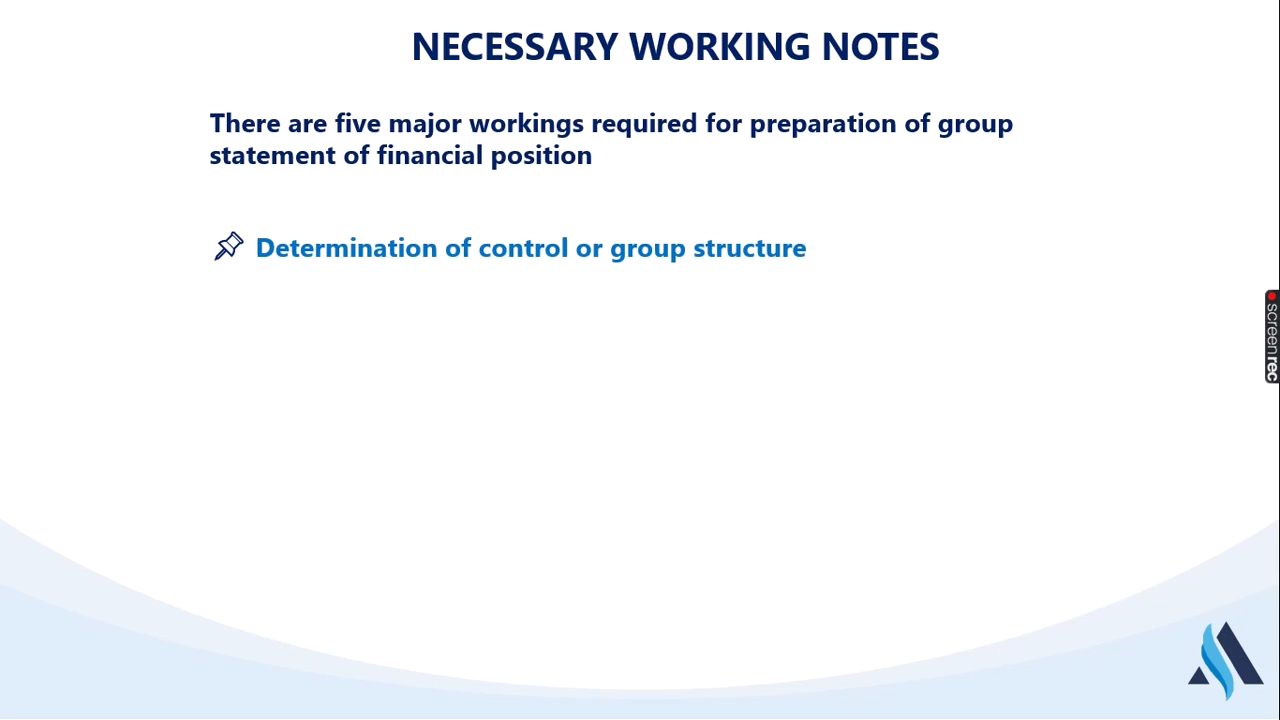 NECESSARY WORKING NOTES
There are five major workings required for preparation of group
statement of financial position
Determination of control or group structure
screenrec